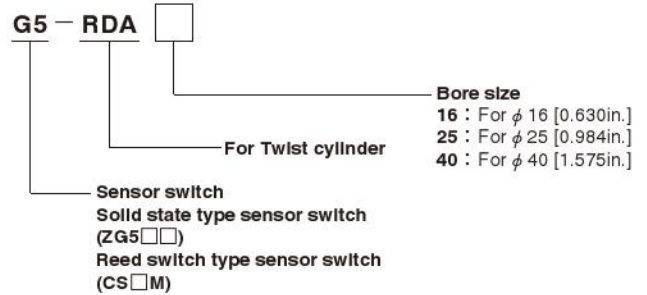 G5 － RDA □
Bore size
16：For φ 16 [0.630in.]
25：For φ 25 [0.984in.]
40：For φ 40 [1.575in.]
For Twist cylinder
Sensor switch
Solid state type sensor switch
(ZG5□□)
Reed switch type sensor switch
(CS□M)